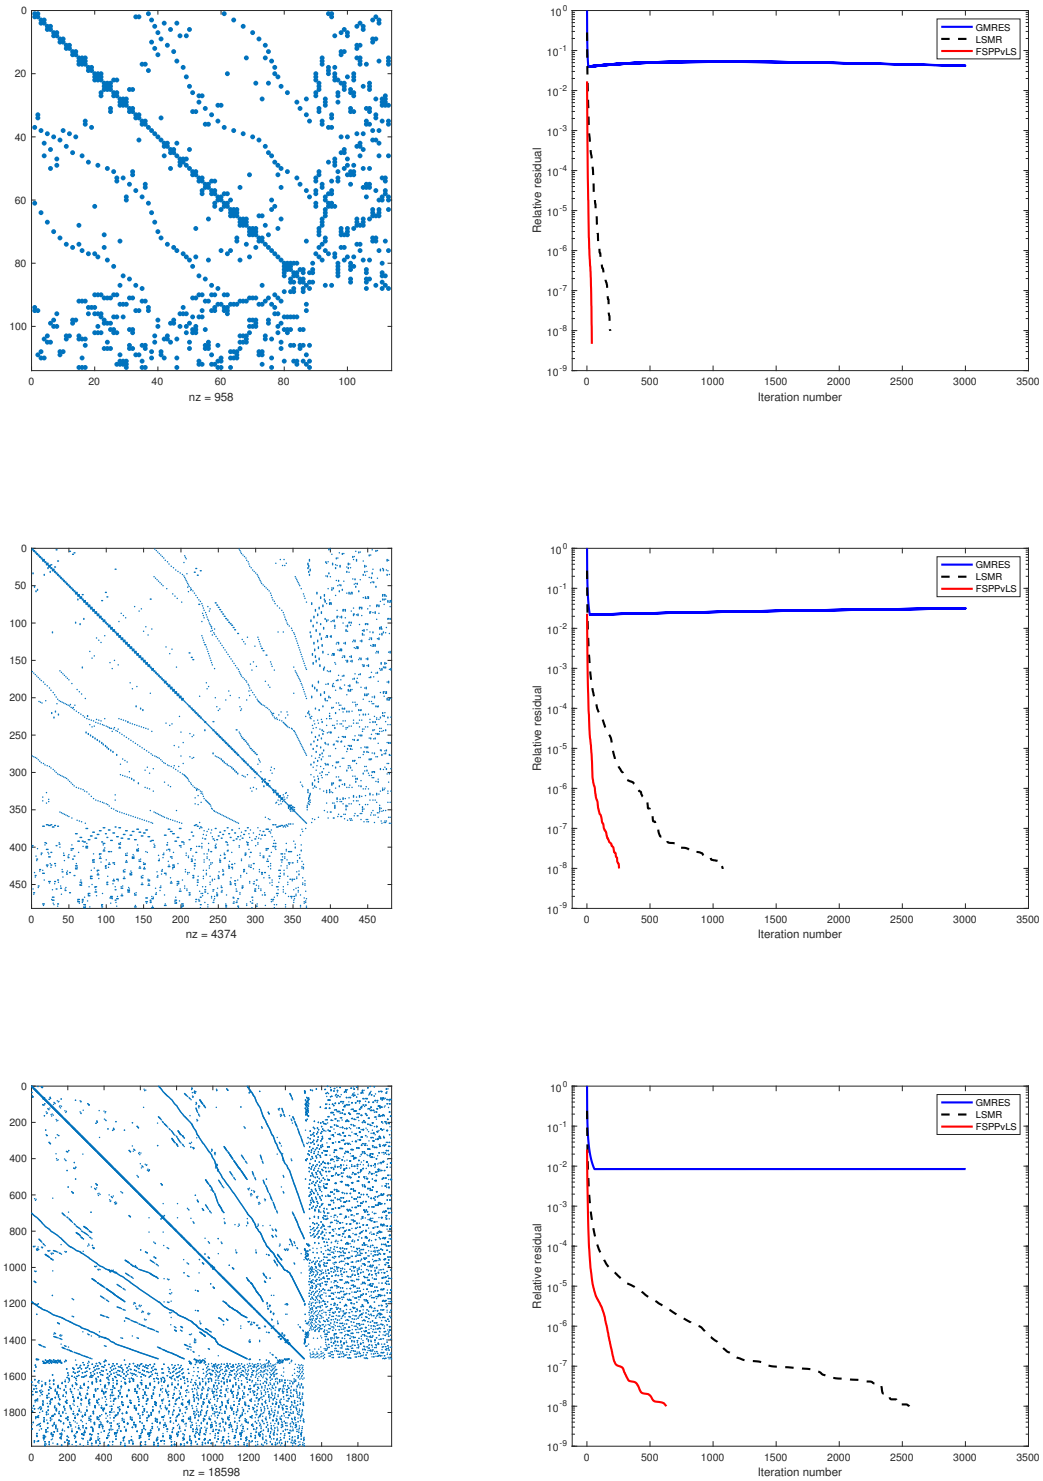 0
20
40
60
80
100
0 20 40 60 80 100
nz = 958
10^0
10^-1
10^-2
10^-3
10^-4
10^-5
10^-6
10^-7
10^-8
10^-9
Relative residual
GMRES
LSMR
FSPPvLS
0 500 1000 1500 2000 2500 3000 3500
Iteration number
0
50
100
150
200
250
300
350
400
450
0 50 100 150 200 250 300 350 400 450
nz = 4374
10^0
10^-1
10^-2
10^-3
10^-4
10^-5
10^-6
10^-7
10^-8
10^-9
Relative residual
GMRES
LSMR
FSPPvLS
0 500 1000 1500 2000 2500 3000 3500
Iteration number
0
200
400
600
800
1000
1200
1400
1600
1800
0 200 400 600 800 1000 1200 1400 1600 1800
nz = 18598
10^0
10^-1
10^-2
10^-3
10^-4
10^-5
10^-6
10^-7
10^-8
10^-9
Relative residual
GMRES
LSMR
FSPPvLS
0 500 1000 1500 2000 2500 3000 3500
Iteration number